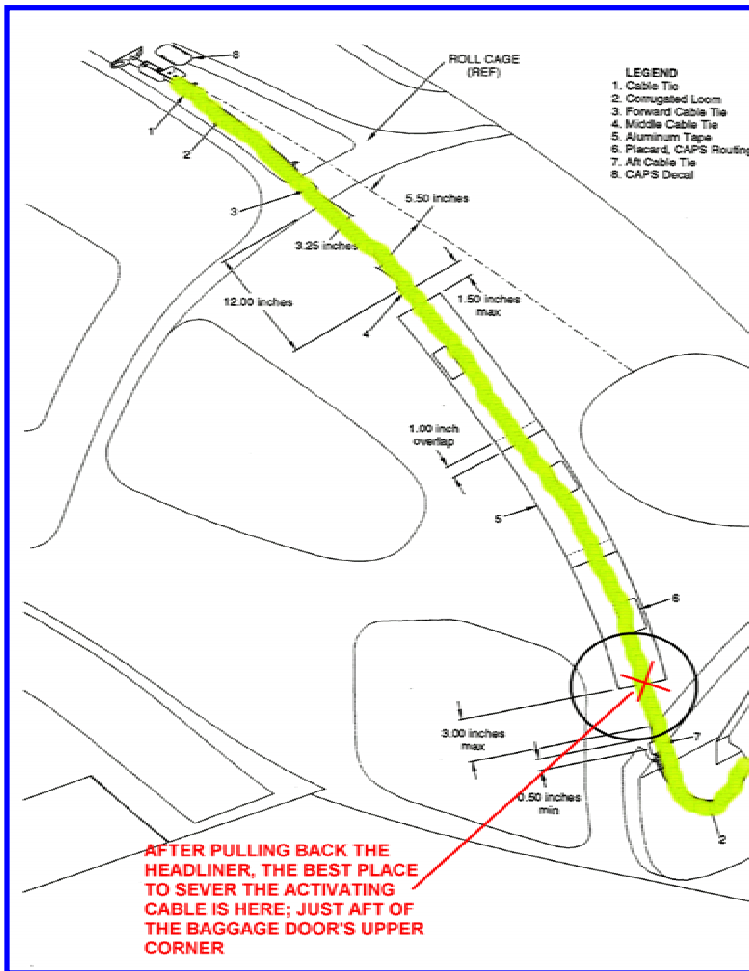 8
ROLL CAGE
(REF)
LEGEND
1. Cable Tie
2. Corrugated Loom
3. Forward Cable Tie
4. Middle Cable Tie
5. Aluminum Tape
6. Placard, CAPS Routing
7. Aft Cable Tie
8. CAPS Decal
1
2
3
5.50 inches
3.25 inches
12.00 inches
4
1.50 inches
max
1.00 inch
overlap
5
6
3.00 inches
max
7
0.50 inches
min
2
AFTER PULLING BACK THE
HEADLINER, THE BEST PLACE
TO SEVER THE ACTIVATING
CABLE IS HERE; JUST AFT OF
THE BAGGAGE DOOR'S UPPER
CORNER